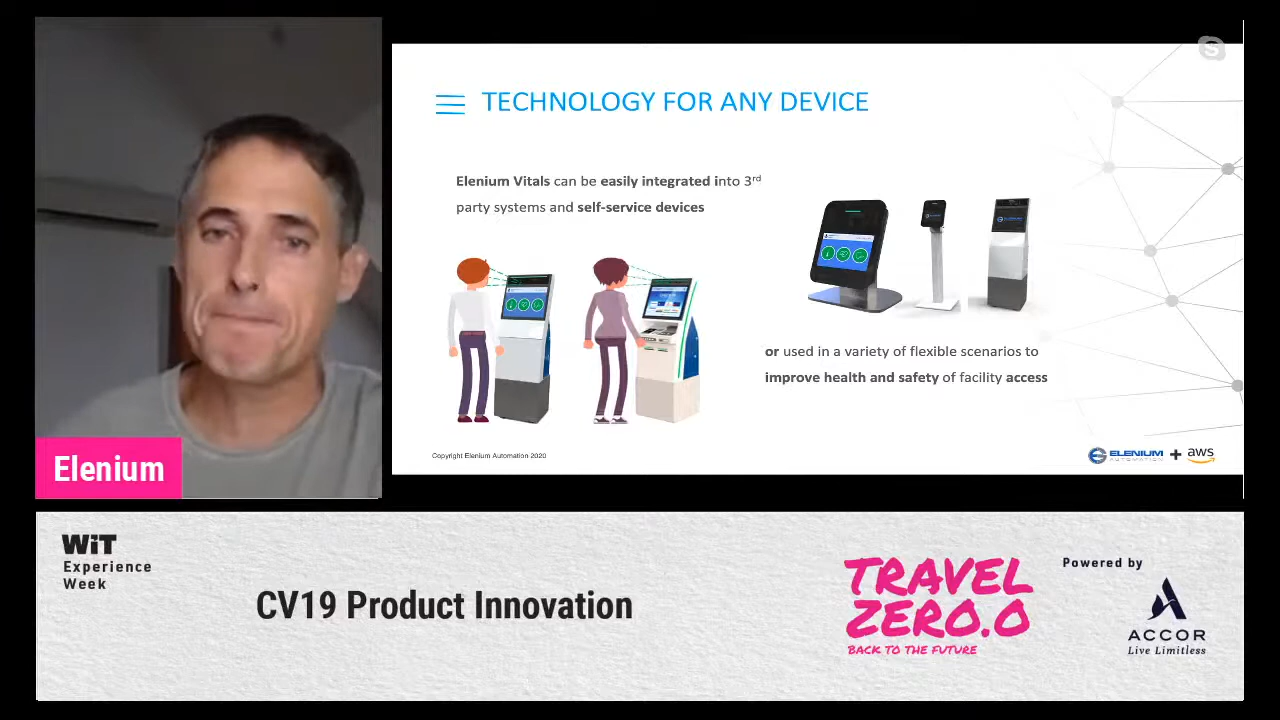 TECHNOLOGY FOR ANY DEVICE
Elenium Vitals can be easily integrated into 3rd
party systems and self-service devices
or used in a variety of flexible scenarios to
improve health and safety of facility access
Copyright Elenium Automation 2020
ELENIUM
AUTOMATION
+
aws
Elenium
WiT
Experience
Week
CV19 Product Innovation
TRAVEL
ZERO.O
BACK TO THE FUTURE
Powered by
ACCOR
Live Limitless